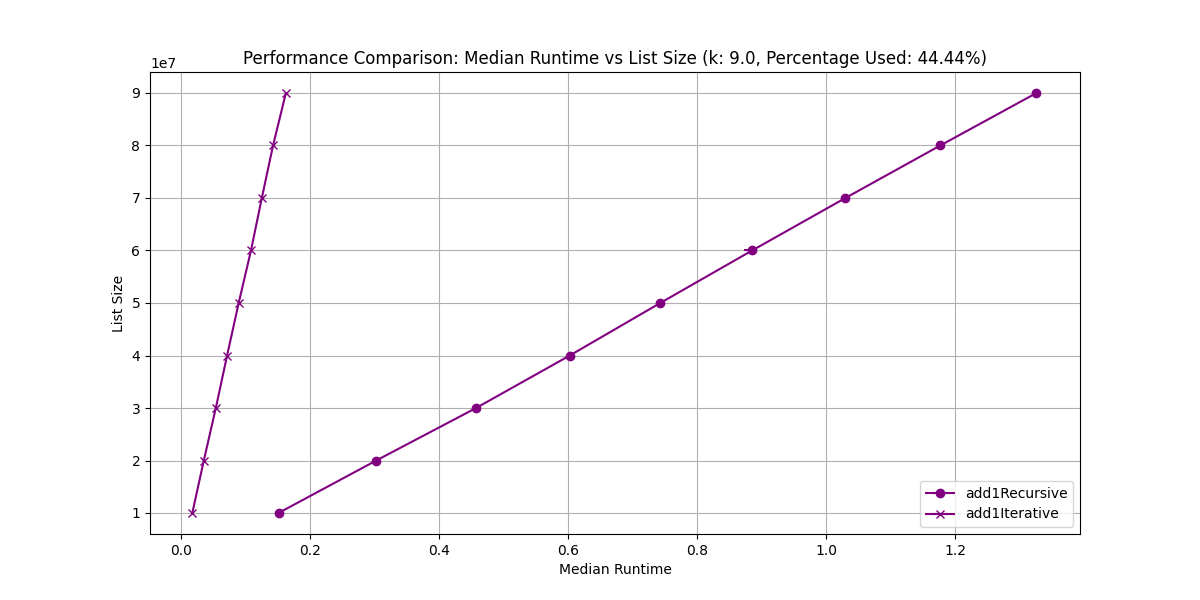 Performance Comparison: Median Runtime vs List Size (k: 9.0, Percentage Used: 44.44%)
1e7
9
8
7
6
5
4
3
2
1
List Size
add1Recursive
add1Iterative
0.0 0.2 0.4 0.6 0.8 1.0 1.2
Median Runtime